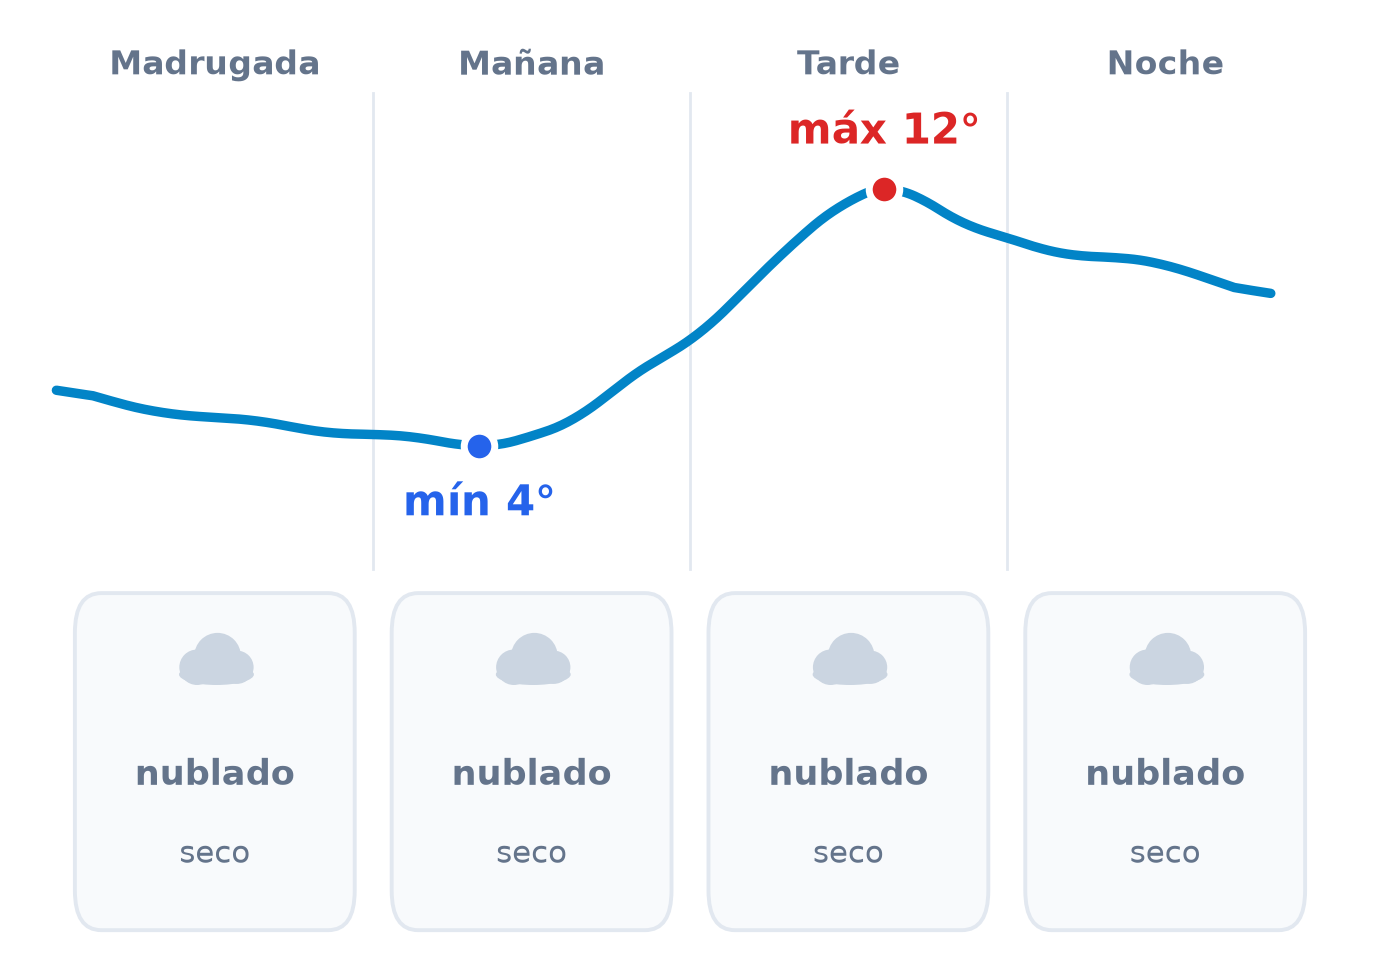 Madrugada
Mañana
Tarde
Noche
máx 12°
mín 4°
nublado
nublado
nublado
nublado
seco
seco
seco
seco